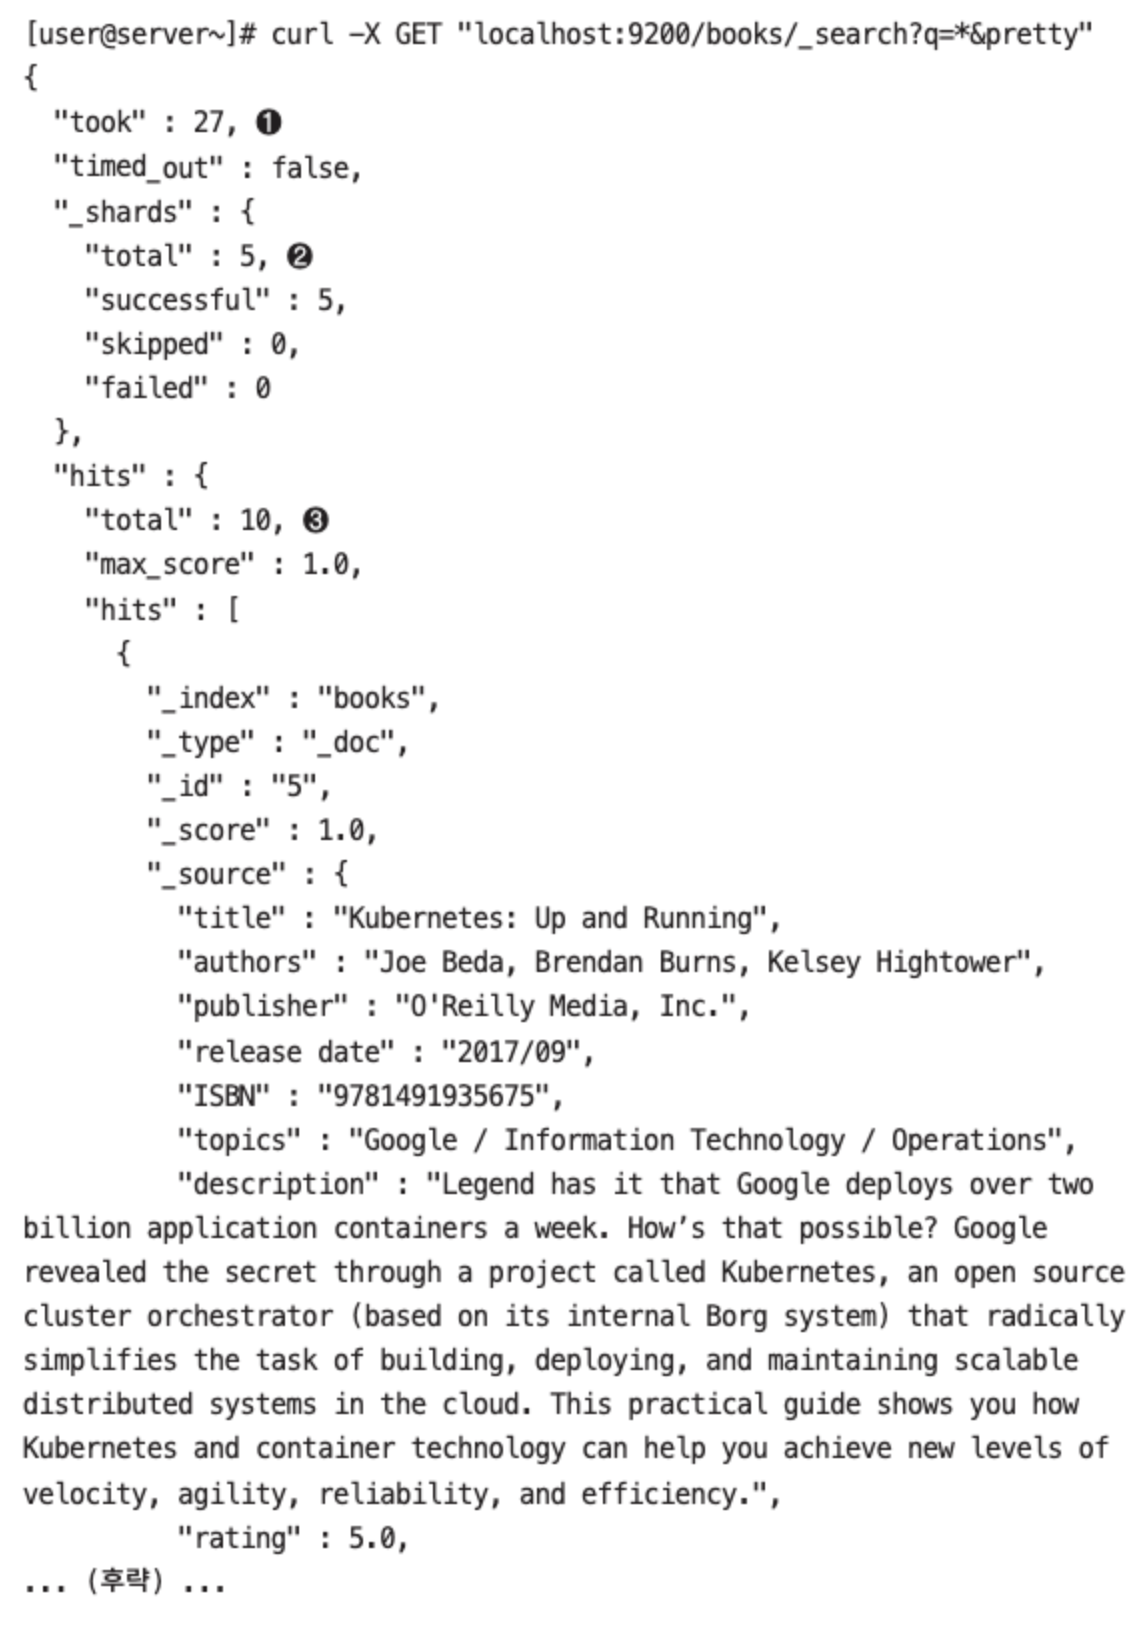 [user@server~]# curl -X GET "localhost:9200/books/_search?q=*&pretty"
{
  "took" : 27, ❶
  "timed_out" : false,
  "_shards" : {
    "total" : 5, ❷
    "successful" : 5,
    "skipped" : 0,
    "failed" : 0
  },
  "hits" : {
    "total" : 10, ❸
    "max_score" : 1.0,
    "hits" : [
      {
        "_index" : "books",
        "_type" : "_doc",
        "_id" : "5",
        "_score" : 1.0,
        "_source" : {
          "title" : "Kubernetes: Up and Running",
          "authors" : "Joe Beda, Brendan Burns, Kelsey Hightower",
          "publisher" : "O'Reilly Media, Inc.",
          "release date" : "2017/09",
          "ISBN" : "9781491935675",
          "topics" : "Google / Information Technology / Operations",
          "description" : "Legend has it that Google deploys over two
billion application containers a week. How’s that possible? Google
revealed the secret through a project called Kubernetes, an open source
cluster orchestrator (based on its internal Borg system) that radically
simplifies the task of building, deploying, and maintaining scalable
distributed systems in the cloud. This practical guide shows you how
Kubernetes and container technology can help you achieve new levels of
velocity, agility, reliability, and efficiency.",
          "rating" : 5.0,
... (후략) ...